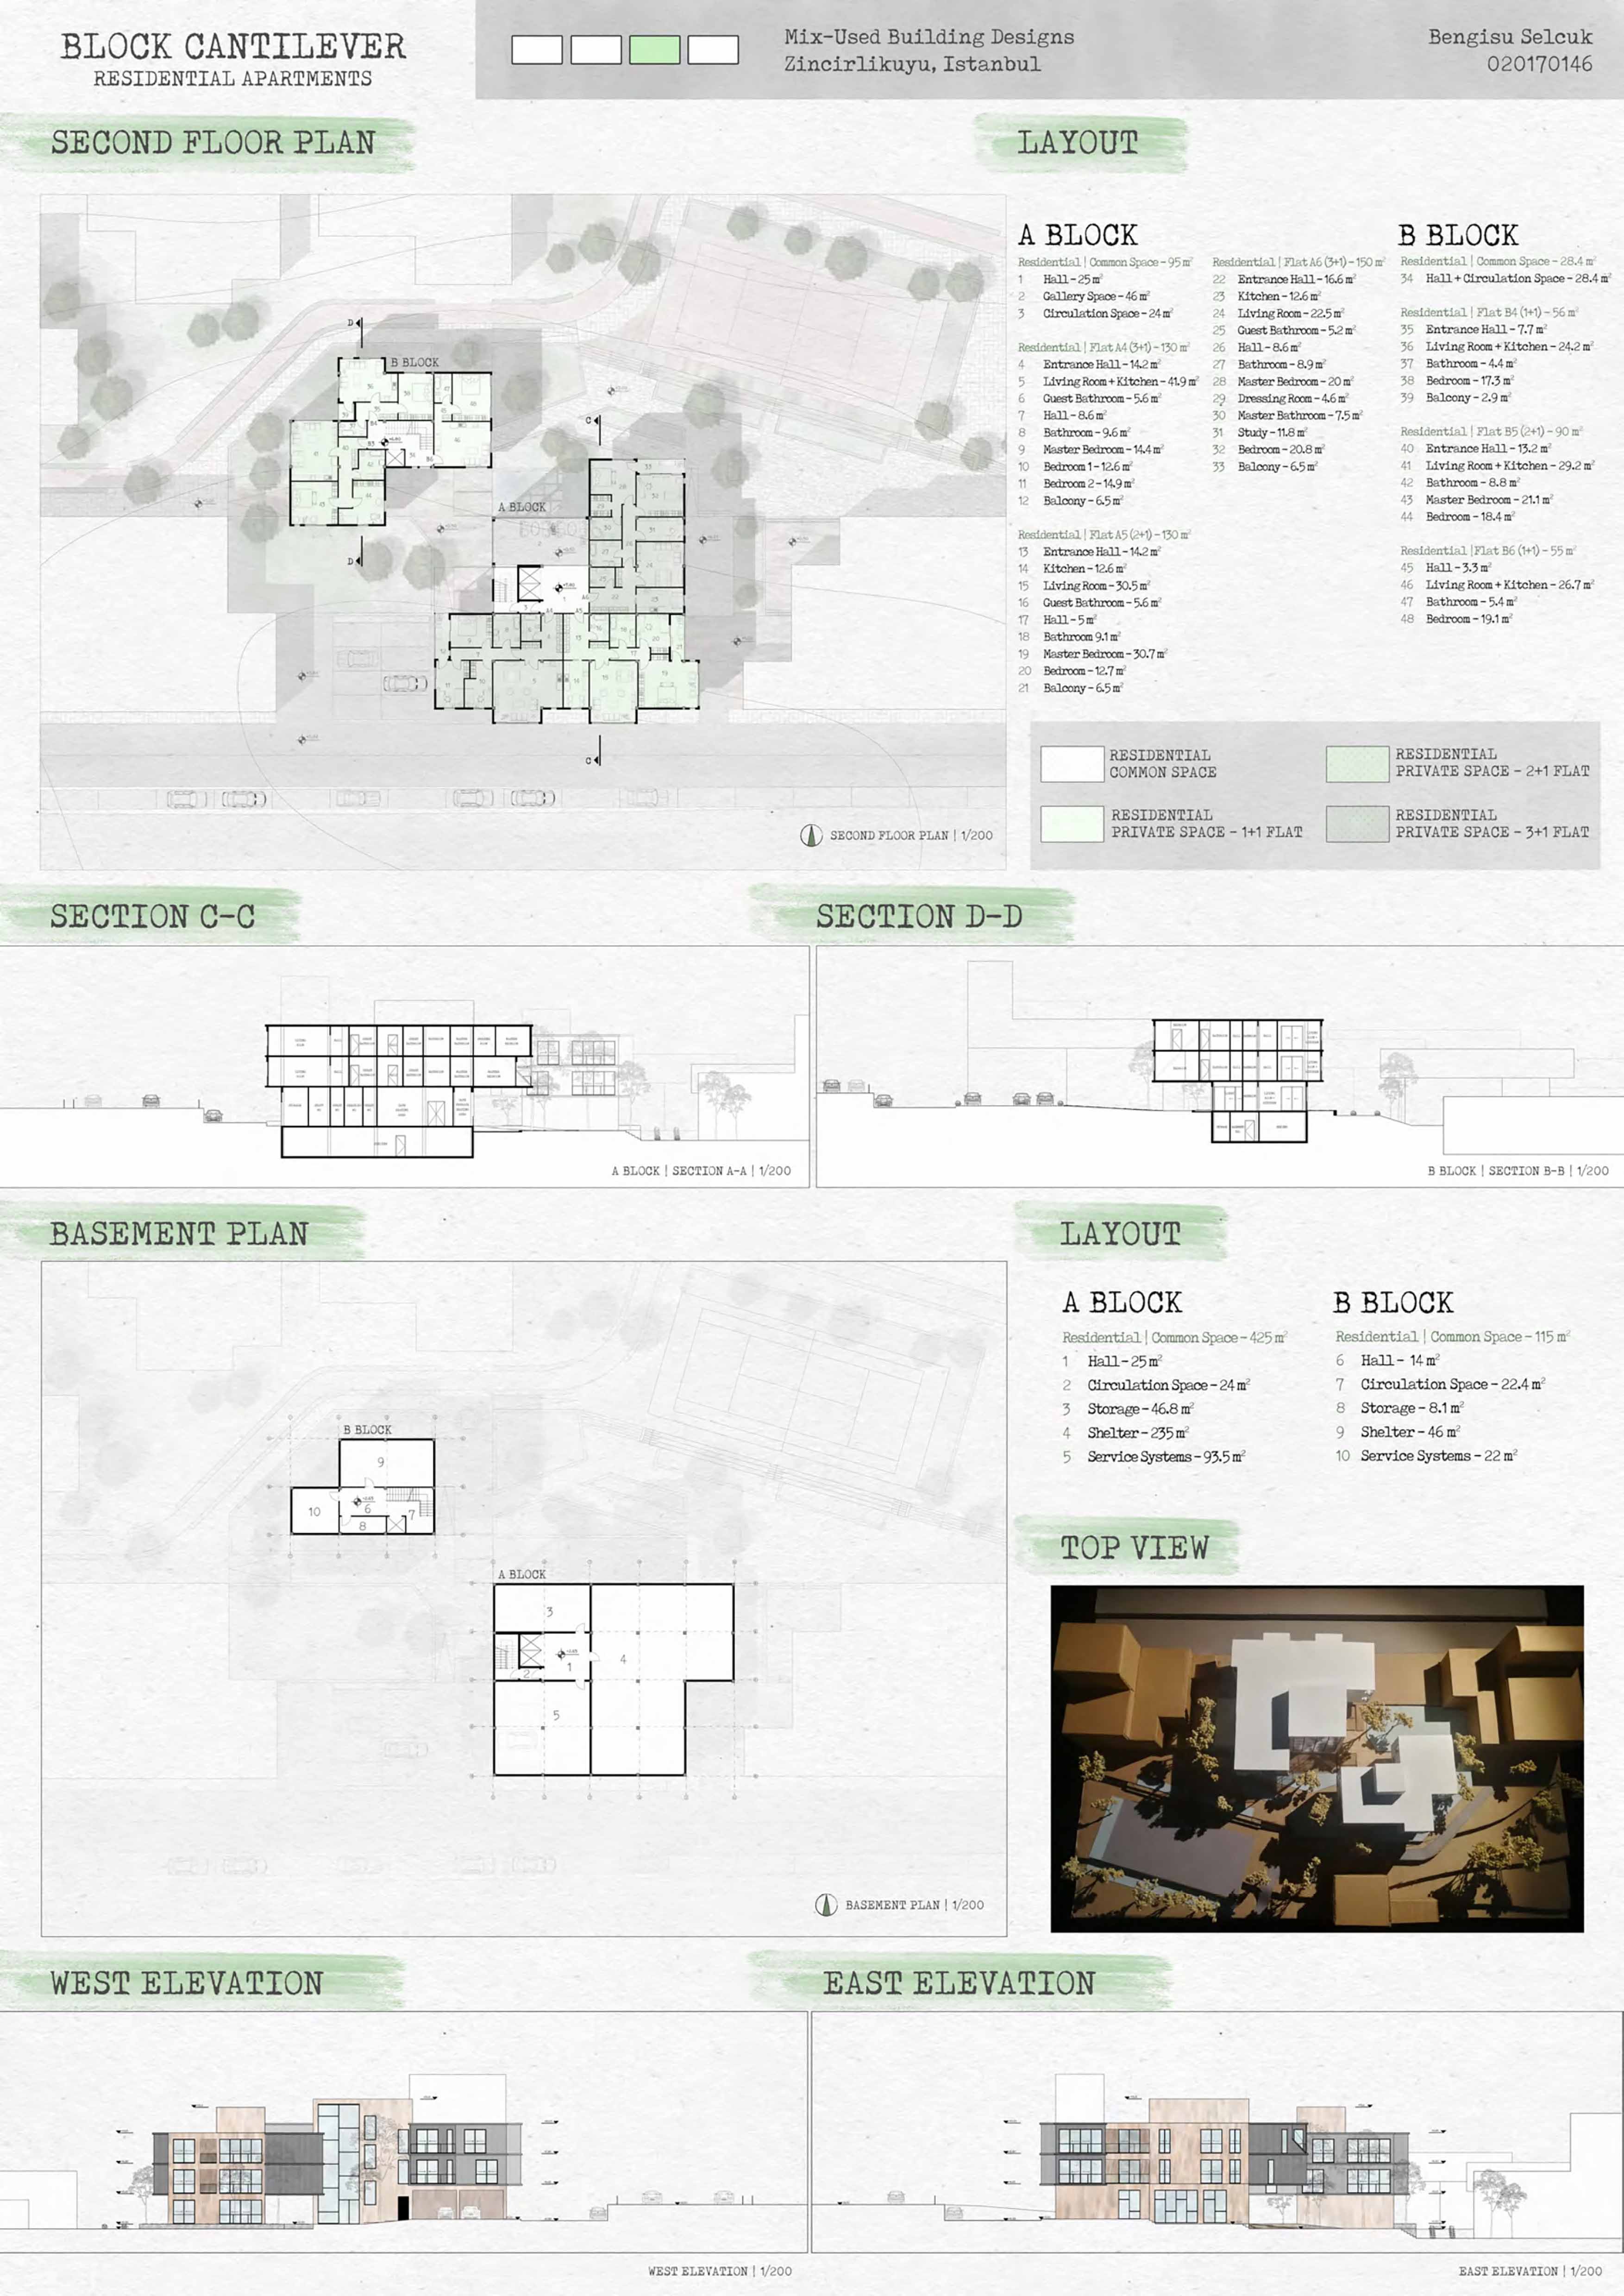 BLOCK CANTILEVER
RESIDENTIAL APARTMENTS
Mix-Used Building Designs
Zincirlikuyu, Istanbul
Bengisu Selcuk
020170146
SECOND FLOOR PLAN
D
B BLOCK
C
A BLOCK
D
C
SECOND FLOOR PLAN | 1/200
LAYOUT
A BLOCK
Residential | Common Space - 95 m²
1 Hall - 25 m²
2 Gallery Space - 46 m²
3 Circulation Space - 24 m²
Residential | Flat A4 (3+1) - 130 m²
4 Entrance Hall - 14.2 m²
5 Living Room + Kitchen - 41.9 m²
6 Guest Bathroom - 5.6 m²
7 Hall - 8.6 m²
8 Bathroom - 9.6 m²
9 Master Bedroom - 14.4 m²
10 Bedroom 1 - 12.6 m²
11 Bedroom 2 - 14.9 m²
12 Balcony - 6.5 m²
Residential | Flat A5 (2+1) - 130 m²
13 Entrance Hall - 14.2 m²
14 Kitchen - 12.6 m²
15 Living Room - 30.5 m²
16 Guest Bathroom - 5.6 m²
17 Hall - 5 m²
18 Bathroom 9.1 m²
19 Master Bedroom - 30.7 m²
20 Bedroom - 12.7 m²
21 Balcony - 6.5 m²
Residential | Flat A6 (3+1) - 150 m²
22 Entrance Hall - 16.6 m²
23 Kitchen - 12.6 m²
24 Living Room - 22.5 m²
25 Guest Bathroom - 5.2 m²
26 Hall - 8.6 m²
27 Bathroom - 8.9 m²
28 Master Bedroom - 20 m²
29 Dressing Room - 4.6 m²
30 Master Bathroom - 7.5 m²
31 Study - 11.8 m²
32 Bedroom - 20.8 m²
33 Balcony - 6.5 m²
B BLOCK
Residential | Common Space - 28.4 m²
34 Hall + Circulation Space - 28.4 m²
Residential | Flat B4 (1+1) - 56 m²
35 Entrance Hall - 7.7 m²
36 Living Room + Kitchen - 24.2 m²
37 Bathroom - 4.4 m²
38 Bedroom - 17.3 m²
39 Balcony - 2.9 m²
Residential | Flat B5 (2+1) - 90 m²
40 Entrance Hall - 13.2 m²
41 Living Room + Kitchen - 29.2 m²
42 Bathroom - 8.8 m²
43 Master Bedroom - 21.1 m²
44 Bedroom - 18.4 m²
Residential | Flat B6 (1+1) - 55 m²
45 Hall - 3.3 m²
46 Living Room + Kitchen - 26.7 m²
47 Bathroom - 5.4 m²
48 Bedroom - 19.1 m²
RESIDENTIAL
COMMON SPACE
RESIDENTIAL
PRIVATE SPACE - 2+1 FLAT
RESIDENTIAL
PRIVATE SPACE - 1+1 FLAT
RESIDENTIAL
PRIVATE SPACE - 3+1 FLAT
SECTION C-C
A BLOCK | SECTION A-A | 1/200
SECTION D-D
B BLOCK | SECTION B-B | 1/200
BASEMENT PLAN
B BLOCK
9
10
6
7
8
A BLOCK
3
1
2
4
5
BASEMENT PLAN | 1/200
LAYOUT
A BLOCK
Residential | Common Space - 425 m²
1 Hall - 25 m²
2 Circulation Space - 24 m²
3 Storage - 46.8 m²
4 Shelter - 235 m²
5 Service Systems - 93.5 m²
B BLOCK
Residential | Common Space - 115 m²
6 Hall - 14 m²
7 Circulation Space - 22.4 m²
8 Storage - 8.1 m²
9 Shelter - 46 m²
10 Service Systems - 22 m²
TOP VIEW
WEST ELEVATION
WEST ELEVATION | 1/200
EAST ELEVATION
EAST ELEVATION | 1/200